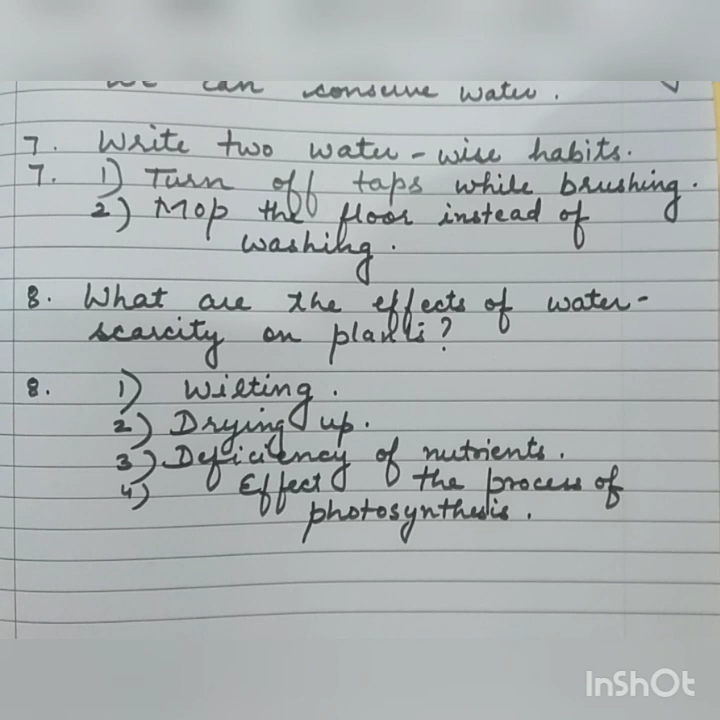 we can conserve water.
7. Write two water-wise habits.
7. 1) Turn off taps while brushing.
2) Mop the floor instead of
washing.
8. What are the effects of water-
scarcity on plants?
8. 1) Wilting.
2) Drying up.
3) Deficiency of nutrients.
4) Effect the process of
photosynthesis.
InShOt